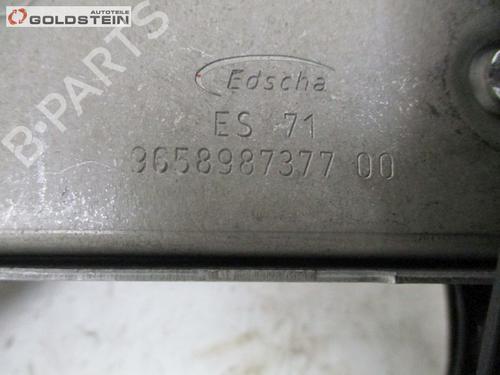 AUTOTEILE
GOLDSTEIN
B-PARTS
Edscha
ES 71
9658987377 00